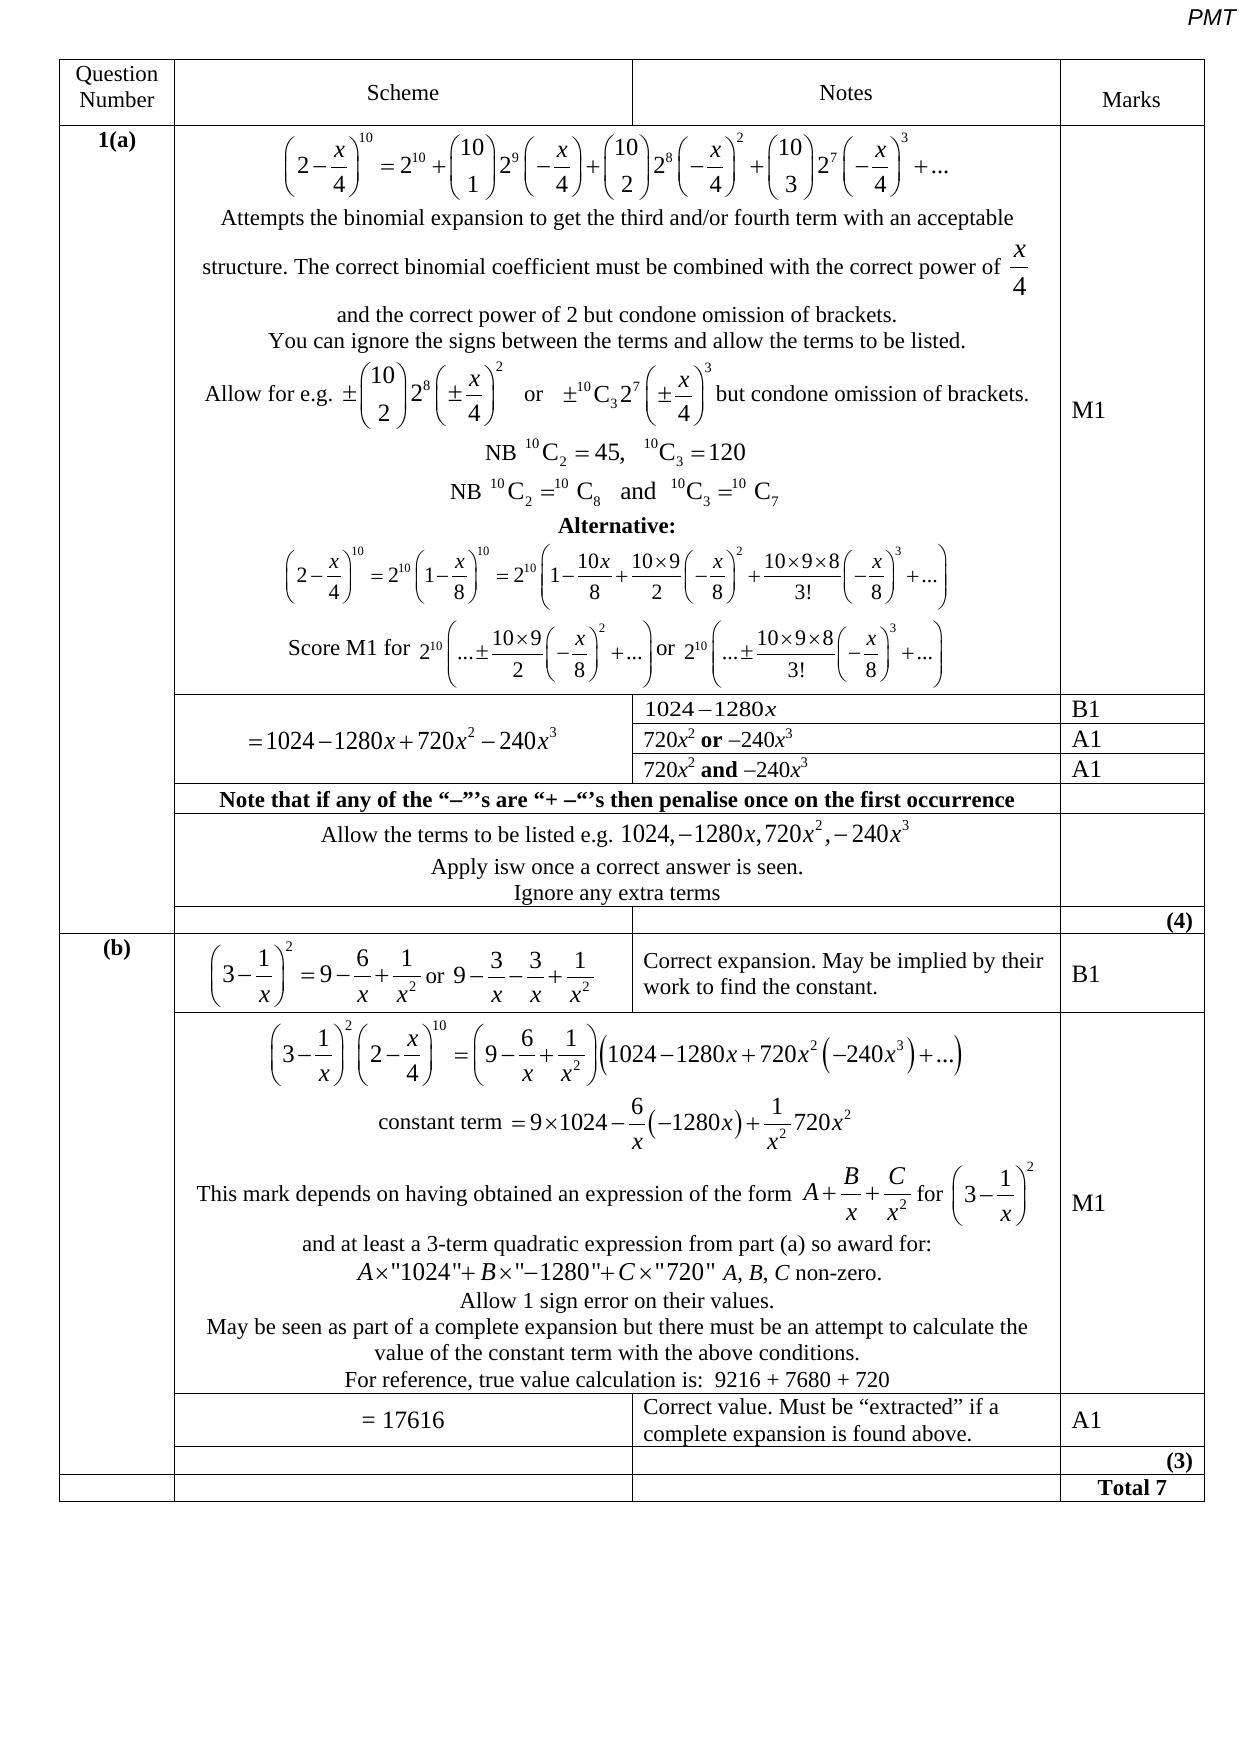 PMT
Question Number | Scheme | Notes | Marks
1(a)
$\left(2-\frac{x}{4}\right)^{10} = 2^{10} + \binom{10}{1}2^{9}\left(-\frac{x}{4}\right) + \binom{10}{2}2^{8}\left(-\frac{x}{4}\right)^{2} + \binom{10}{3}2^{7}\left(-\frac{x}{4}\right)^{3} + ...$
Attempts the binomial expansion to get the third and/or fourth term with an acceptable
structure. The correct binomial coefficient must be combined with the correct power of $\frac{x}{4}$
and the correct power of 2 but condone omission of brackets.
You can ignore the signs between the terms and allow the terms to be listed.
Allow for e.g. $\pm\binom{10}{2}2^{8}\left(\pm\frac{x}{4}\right)^{2}$ or $\pm{}^{10}C_{3}2^{7}\left(\pm\frac{x}{4}\right)^{3}$ but condone omission of brackets.
M1
NB ${}^{10}C_{2} = 45, \; {}^{10}C_{3} = 120$
NB ${}^{10}C_{2} = {}^{10}C_{8}$ and ${}^{10}C_{3} = {}^{10}C_{7}$
Alternative:
$\left(2-\frac{x}{4}\right)^{10} = 2^{10}\left(1-\frac{x}{8}\right)^{10} = 2^{10}\left(1-\frac{10x}{8}+\frac{10\times9}{2}\left(-\frac{x}{8}\right)^{2}+\frac{10\times9\times8}{3!}\left(-\frac{x}{8}\right)^{3}+...\right)$
Score M1 for $2^{10}\left(...\pm\frac{10\times9}{2}\left(-\frac{x}{8}\right)^{2}+...\right)$ or $2^{10}\left(...\pm\frac{10\times9\times8}{3!}\left(-\frac{x}{8}\right)^{3}+...\right)$
$=1024-1280x+720x^{2}-240x^{3}$
$1024-1280x$ | B1
720x² or –240x³ | A1
720x² and –240x³ | A1
Note that if any of the “–”’s are “+ –“’s then penalise once on the first occurrence
Allow the terms to be listed e.g. $1024, -1280x, 720x^{2}, -240x^{3}$
Apply isw once a correct answer is seen.
Ignore any extra terms
(4)
(b)
$\left(3-\frac{1}{x}\right)^{2} = 9-\frac{6}{x}+\frac{1}{x^{2}}$ or $9-\frac{3}{x}-\frac{3}{x}+\frac{1}{x^{2}}$
Correct expansion. May be implied by their
work to find the constant.
B1
$\left(3-\frac{1}{x}\right)^{2}\left(2-\frac{x}{4}\right)^{10} = \left(9-\frac{6}{x}+\frac{1}{x^{2}}\right)\left(1024-1280x+720x^{2}\left(-240x^{3}\right)+...\right)$
constant term $= 9\times1024-\frac{6}{x}(-1280x)+\frac{1}{x^{2}}720x^{2}$
This mark depends on having obtained an expression of the form $A+\frac{B}{x}+\frac{C}{x^{2}}$ for $\left(3-\frac{1}{x}\right)^{2}$
M1
and at least a 3-term quadratic expression from part (a) so award for:
$A\times"1024"+B\times"-1280"+C\times"720"$ A, B, C non-zero.
Allow 1 sign error on their values.
May be seen as part of a complete expansion but there must be an attempt to calculate the
value of the constant term with the above conditions.
For reference, true value calculation is: 9216 + 7680 + 720
= 17616
Correct value. Must be “extracted” if a
complete expansion is found above.
A1
(3)
Total 7